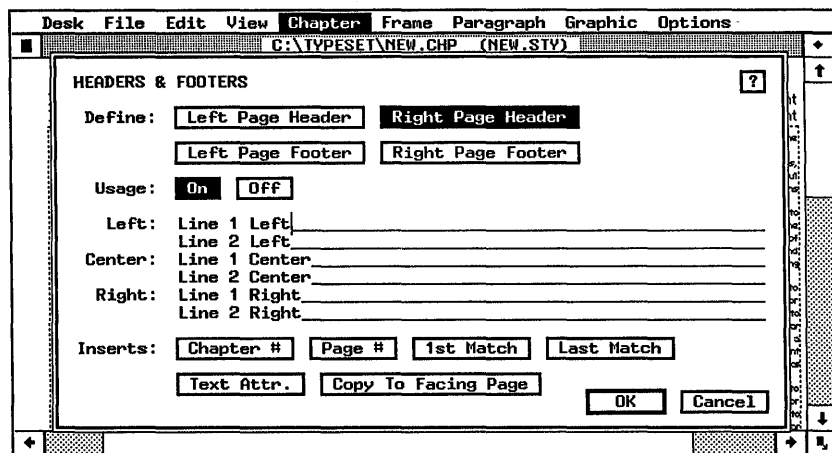 Desk File Edit View Chapter Frame Paragraph Graphic Options
C:\TYPESET\NEW.CHP (NEW.STY)
HEADERS & FOOTERS ?
Define: Left Page Header Right Page Header
Left Page Footer Right Page Footer
Usage: On Off
Left: Line 1 Left
Line 2 Left
Center: Line 1 Center
Line 2 Center
Right: Line 1 Right
Line 2 Right
Inserts: Chapter # Page # 1st Match Last Match
Text Attr. Copy To Facing Page
OK Cancel